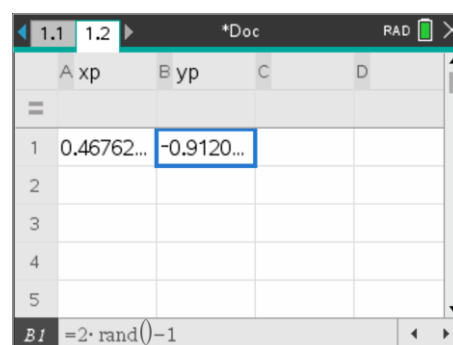 1.1 1.2 *Doc RAD
A xp B yp C D
=
1 0.46762... -0.9120...
2
3
4
5
B1 =2· rand()−1